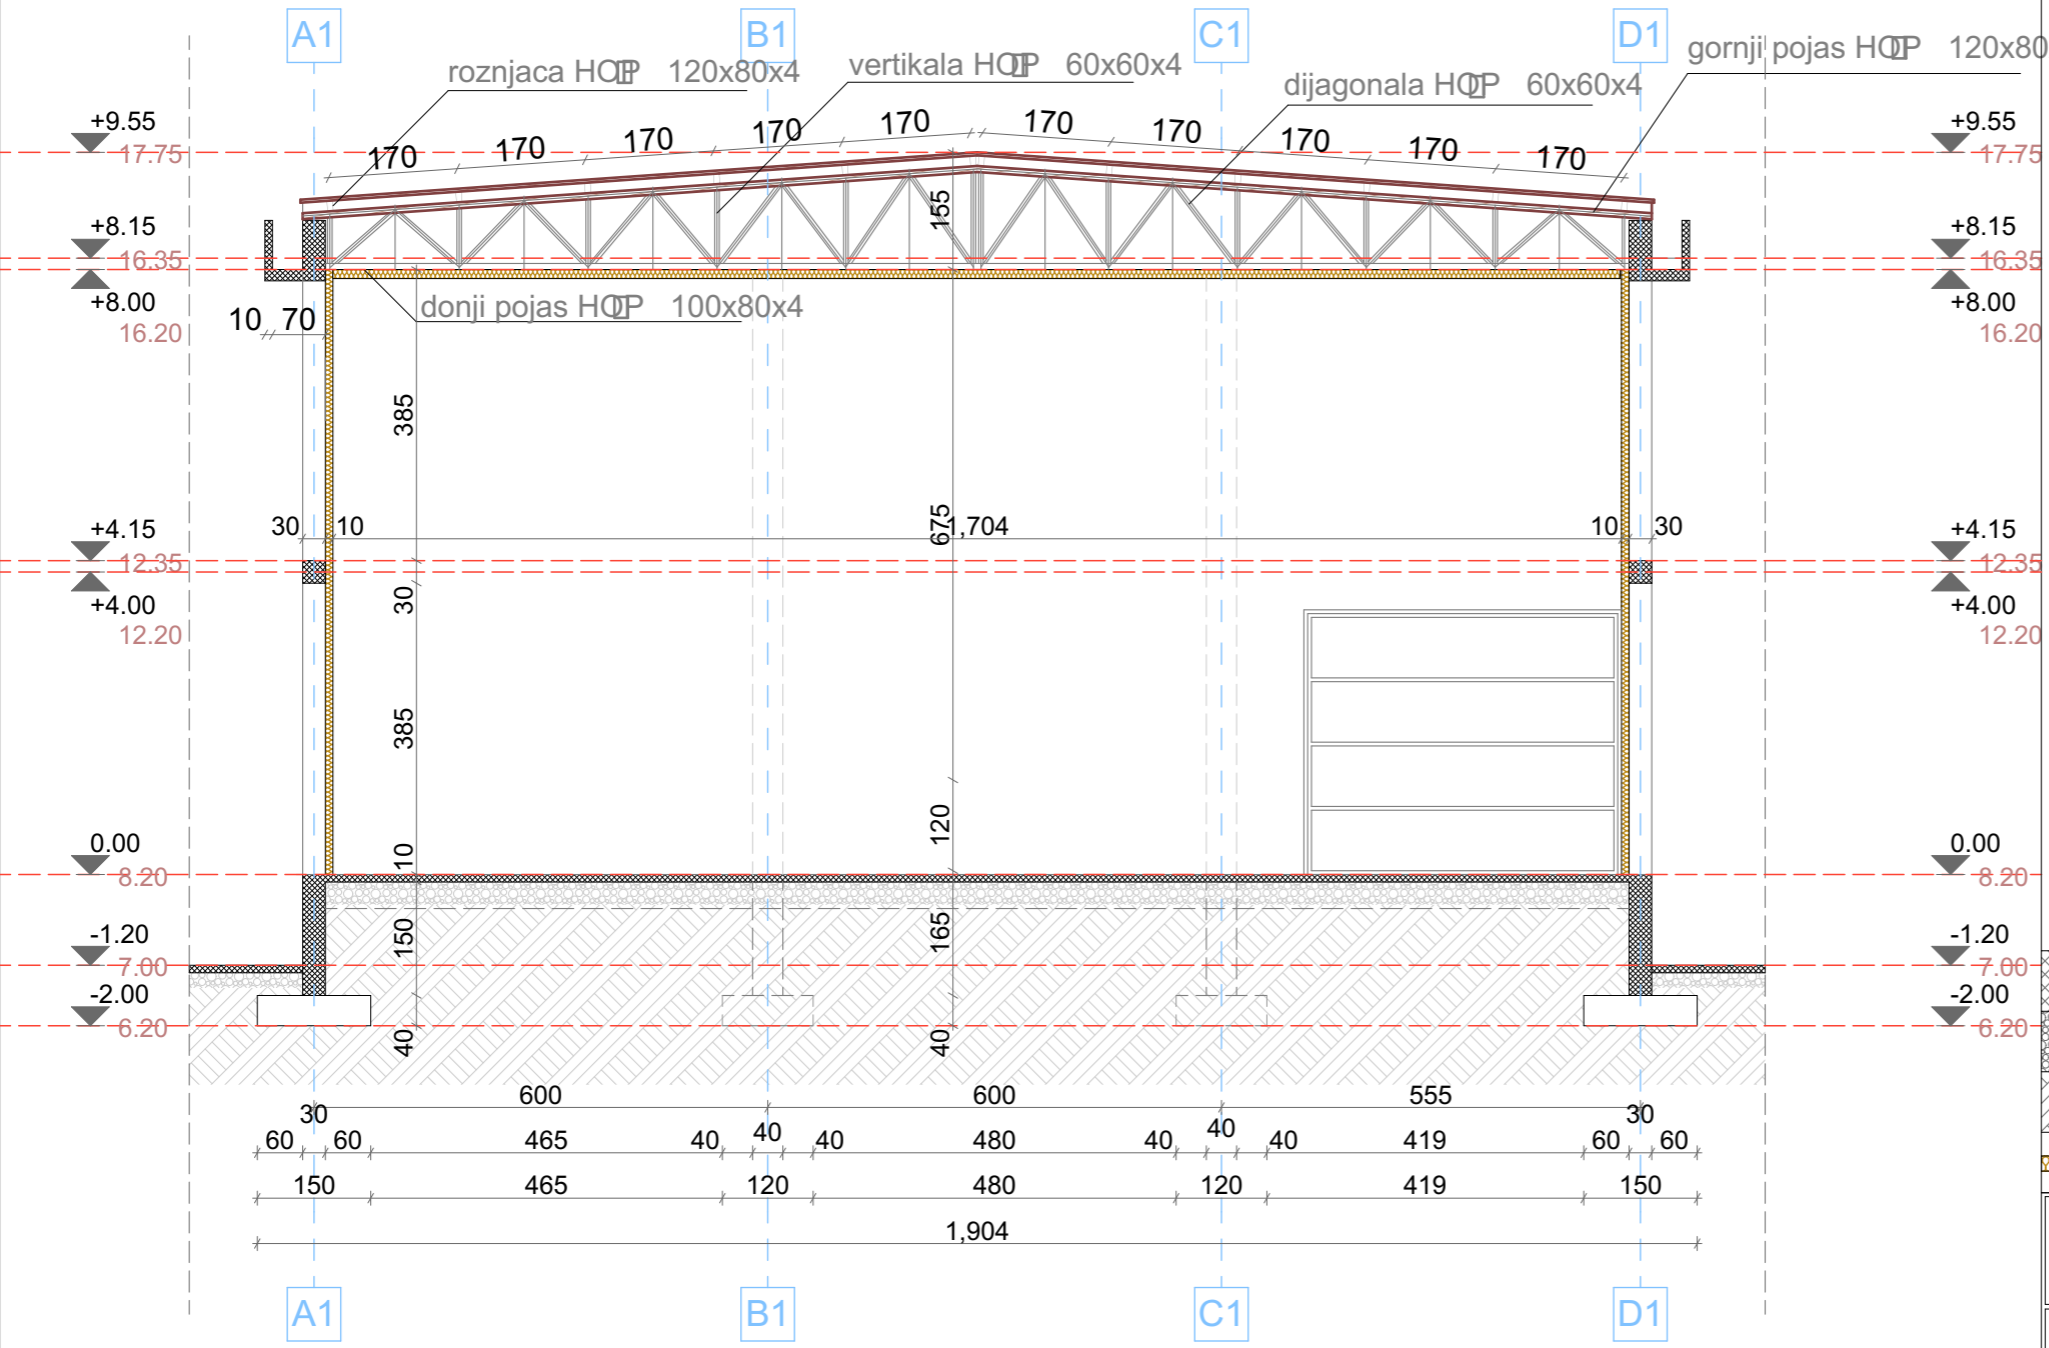 A1 B1 C1 D1
roznjaca HOP 120x80x4
vertikala HOP 60x60x4
dijagonala HOP 60x60x4
gornji pojas HOP 120x80
170 170 170 170 170 170 170 170 170 170
+9.55 +9.55
17.75 17.75
155
+8.15 +8.15
16.35 16.35
+8.00 +8.00
16.20 16.20
donji pojas HOP 100x80x4
10 70
385
30 10 675 1,704 10 30
+4.15 +4.15
12.35 12.35
30
+4.00 +4.00
12.20 12.20
385
120
0.00 10 0.00
8.20 8.20
150 165
-1.20 -1.20
7.00 7.00
-2.00 -2.00
6.20 6.20
40 40
600 600 555
30 30
60 60 465 40 40 40 480 40 40 40 419 60 60
150 465 120 480 120 419 150
1,904
A1 B1 C1 D1